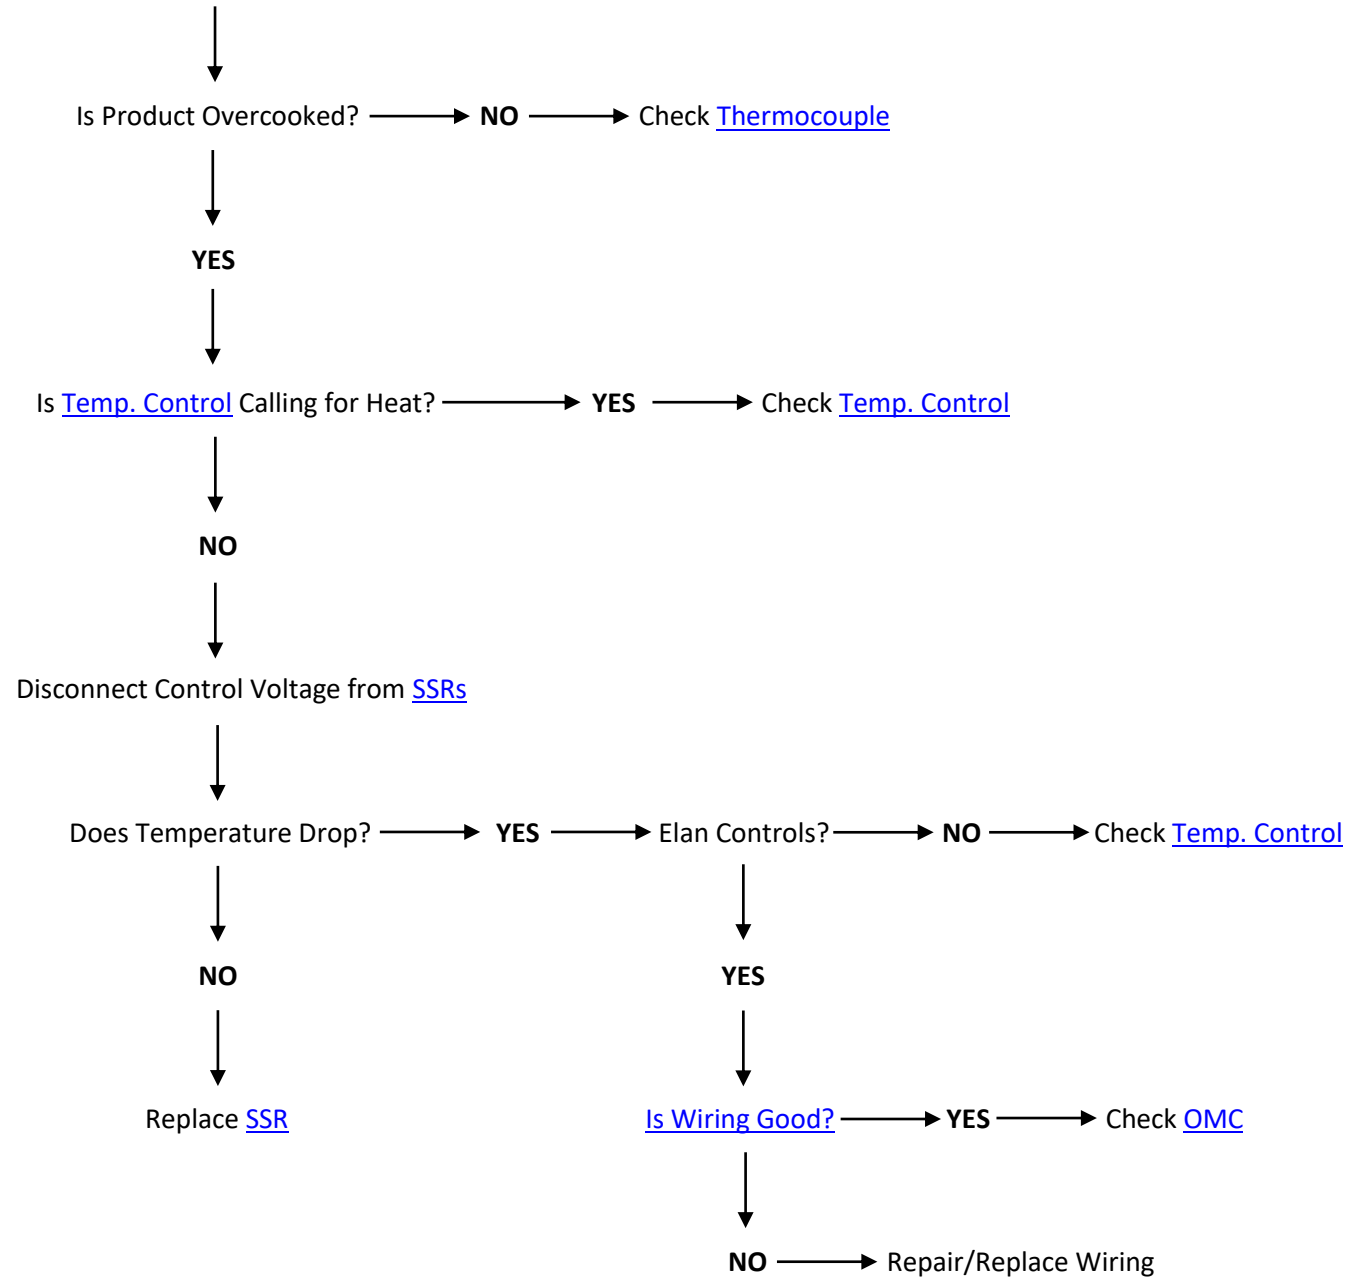 Is Product Overcooked? NO Check Thermocouple
YES
Is Temp. Control Calling for Heat? YES Check Temp. Control
NO
Disconnect Control Voltage from SSRs
Does Temperature Drop? YES Elan Controls? NO Check Temp. Control
NO YES
Replace SSR Is Wiring Good? YES Check OMC
NO Repair/Replace Wiring